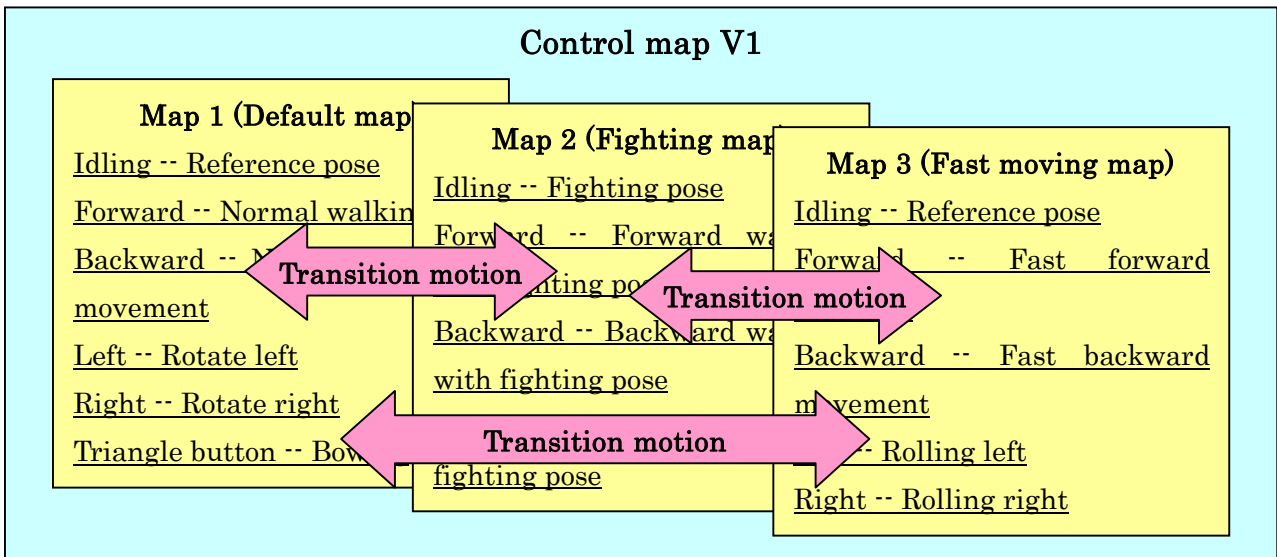 Control map V1
Map 1 (Default map
Idling -- Reference pose
Forward -- Normal
Backward --
movement
Left -- Rotate left
Right -- Rotate right
Triangle button --
Map 2 (Fighting map)
Idling -- Fighting pose
Forward -- Forward
Backward -- Backward
with fighting pose
fighting pose
Map 3 (Fast moving map)
Idling -- Reference pose
Forward -- Fast forward
Backward -- Fast backward
movement
-- Rolling left
Right -- Rolling right
Transition motion
Transition motion
Transition motion